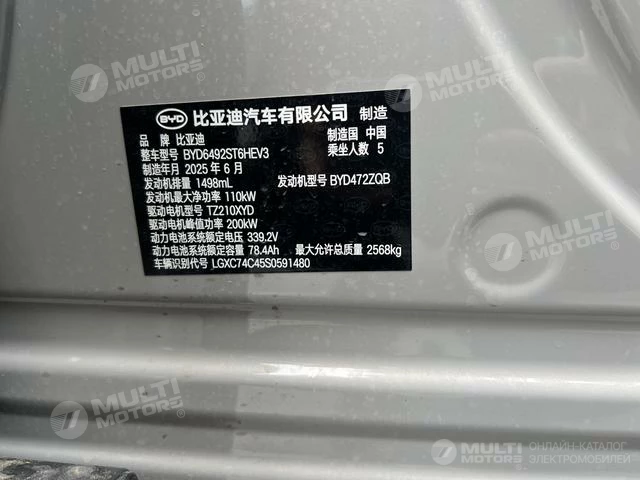 MULTI MOTORS
MULTI MOTORS
BYD 比亚迪汽车有限公司 制造
品 牌 比亚迪 制造国 中国
整车型号 BYD6492ST6HEV3 乘坐人数 5
制造年月 2025 年 6 月
发动机排量 1498mL 发动机型号 BYD472ZQB
发动机最大净功率 110kW
驱动电机型号 TZ210XYD
驱动电机峰值功率 200kW
动力电池系统额定电压 339.2V
动力电池系统额定容量 78.4Ah 最大允许总质量 2568kg
车辆识别代号 LGXC74C45S0591480
MULTI MOTORS
MULTI MOTORS
MULTI MOTORS
ОНЛАЙН-КАТАЛОГ
ЭЛЕКТРОМОБИЛЕЙ